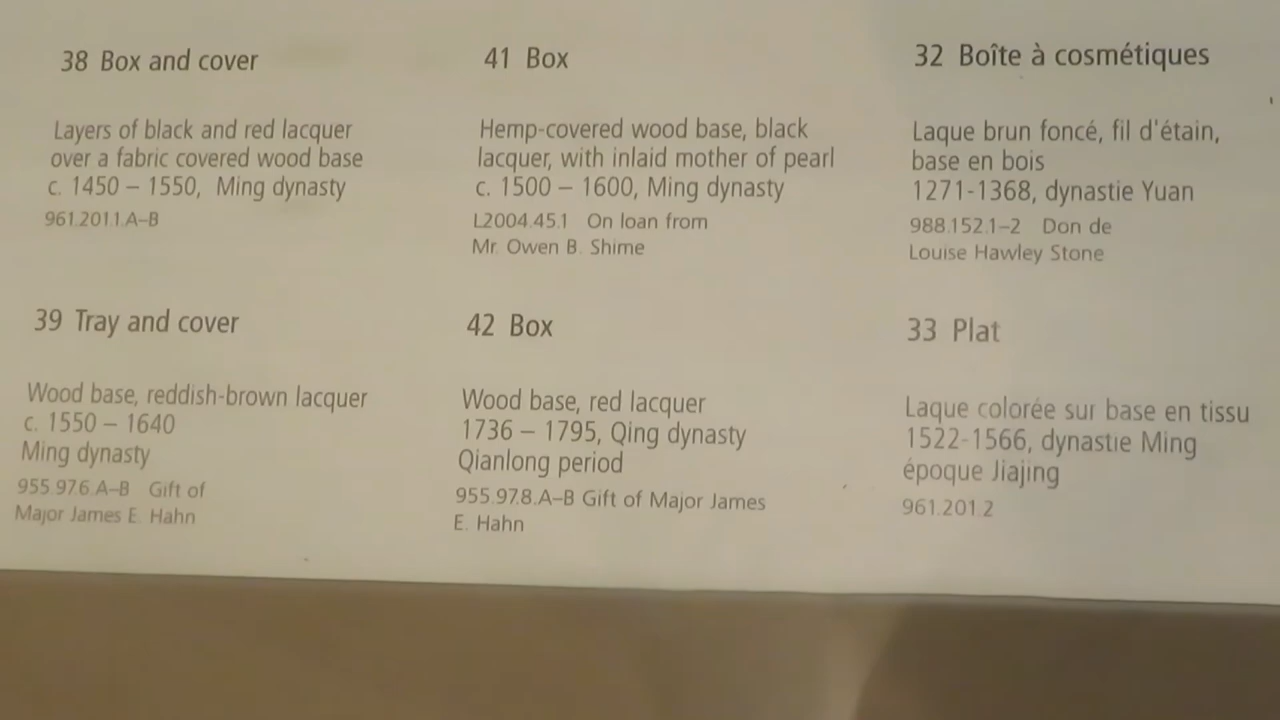 38 Box and cover
Layers of black and red lacquer
over a fabric covered wood base
c. 1450 – 1550, Ming dynasty
961.201.1.A–B
39 Tray and cover
Wood base, reddish-brown lacquer
c. 1550 – 1640
Ming dynasty
955.97.6.A–B Gift of
Major James E. Hahn
41 Box
Hemp-covered wood base, black
lacquer, with inlaid mother of pearl
c. 1500 – 1600, Ming dynasty
L2004.45.1 On loan from
Mr. Owen B. Shime
42 Box
Wood base, red lacquer
1736 – 1795, Qing dynasty
Qianlong period
955.97.8.A–B Gift of Major James
E. Hahn
32 Boîte à cosmétiques
Laque brun foncé, fil d'étain,
base en bois
1271-1368, dynastie Yuan
988.152.1–2 Don de
Louise Hawley Stone
33 Plat
Laque colorée sur base en tissu
1522-1566, dynastie Ming
époque Jiajing
961.201.2